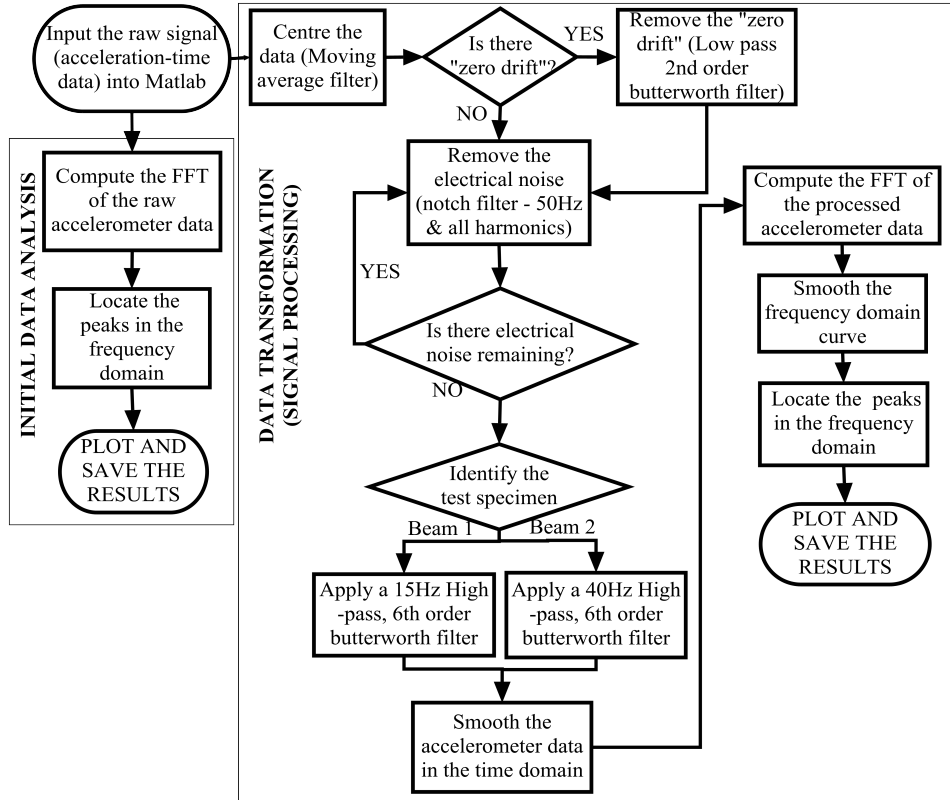 Input the raw signal
(acceleration-time
data) into Matlab
INITIAL DATA ANALYSIS
Compute the FFT
of the raw
accelerometer data
Locate the
peaks in the
frequency
domain
PLOT AND
SAVE THE
RESULTS
DATA TRANSFORMATION
(SIGNAL PROCESSING)
Centre the
data (Moving
average filter)
Is there
"zero drift"?
YES
Remove the "zero
drift" (Low pass
2nd order
butterworth filter)
NO
Remove the
electrical noise
(notch filter - 50Hz
& all harmonics)
YES
Is there electrical
noise remaining?
NO
Identify the
test specimen
Beam 1
Beam 2
Apply a 15Hz High
-pass, 6th order
butterworth filter
Apply a 40Hz High
-pass, 6th order
butterworth filter
Smooth the
accelerometer data
in the time domain
Compute the FFT of
the processed
accelerometer data
Smooth the
frequency domain
curve
Locate the peaks
in the frequency
domain
PLOT AND
SAVE THE
RESULTS